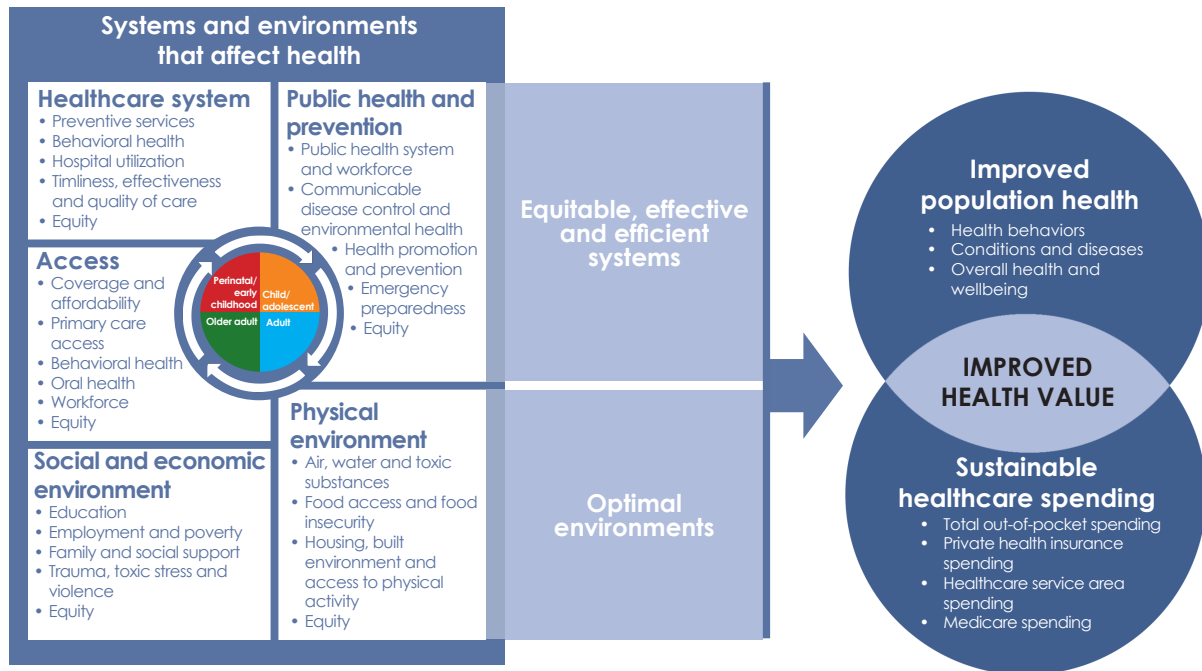 Systems and environments
that affect health
Healthcare system
• Preventive services
• Behavioral health
• Hospital utilization
• Timliness, effectiveness
and quality of care
• Equity
Public health and
prevention
• Public health system
and workforce
• Communicable
disease control and
environmental health
• Health promotion
and prevention
• Emergency
preparedness
• Equity
Access
• Coverage and
affordability
• Primary care
access
• Behavioral health
• Oral health
• Workforce
• Equity
Perinatal/
early
childhood
Child/
adolescent
Older adult
Adult
Social and economic
environment
• Education
• Employment and poverty
• Family and social support
• Trauma, toxic stress and
violence
• Equity
Physical
environment
• Air, water and toxic
substances
• Food access and food
insecurity
• Housing, built
environment and
access to physical
activity
• Equity
Equitable, effective
and efficient
systems
Optimal
environments
Improved
population health
• Health behaviors
• Conditions and diseases
• Overall health and
wellbeing
IMPROVED
HEALTH VALUE
Sustainable
healthcare spending
• Total out-of-pocket spending
• Private health insurance
spending
• Healthcare service area
spending
• Medicare spending